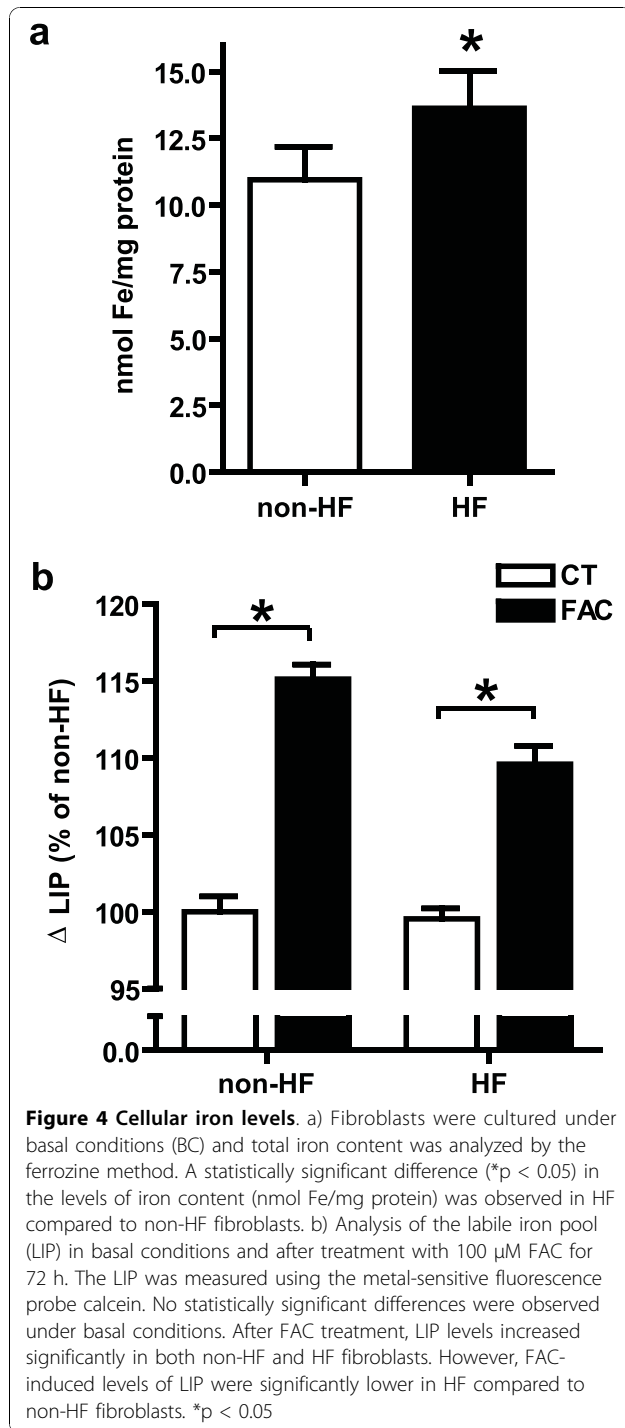 a
*
15.0
12.5
10.0
7.5
5.0
2.5
0.0
nmol Fe/mg protein
non-HF HF
b
CT
FAC
* *
120
115
110
105
100
95
0.0
Δ LIP (% of non-HF)
non-HF HF
Figure 4 Cellular iron levels. a) Fibroblasts were cultured under
basal conditions (BC) and total iron content was analyzed by the
ferrozine method. A statistically significant difference (*p < 0.05) in
the levels of iron content (nmol Fe/mg protein) was observed in HF
compared to non-HF fibroblasts. b) Analysis of the labile iron pool
(LIP) in basal conditions and after treatment with 100 μM FAC for
72 h. The LIP was measured using the metal-sensitive fluorescence
probe calcein. No statistically significant differences were observed
under basal conditions. After FAC treatment, LIP levels increased
significantly in both non-HF and HF fibroblasts. However, FAC-
induced levels of LIP were significantly lower in HF compared to
non-HF fibroblasts. *p < 0.05